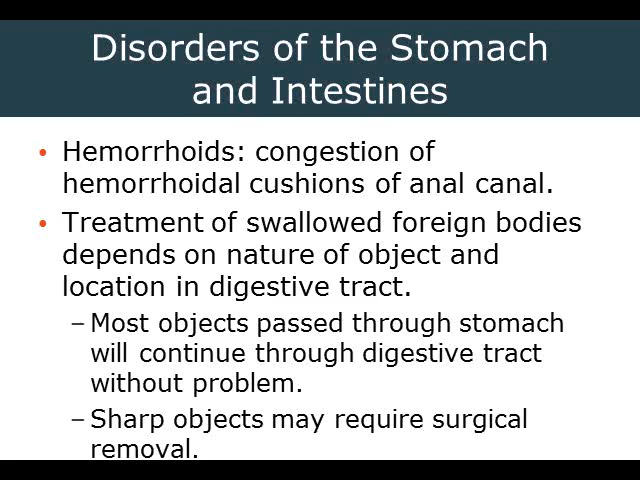 Disorders of the Stomach
and Intestines
• Hemorrhoids: congestion of
hemorrhoidal cushions of anal canal.
• Treatment of swallowed foreign bodies
depends on nature of object and
location in digestive tract.
– Most objects passed through stomach
will continue through digestive tract
without problem.
– Sharp objects may require surgical
removal.